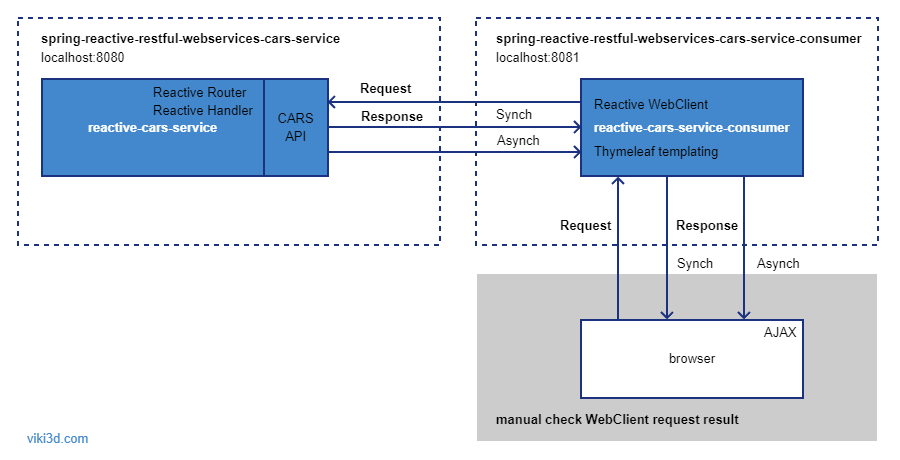 spring-reactive-restful-webservices-cars-service
localhost:8080
Reactive Router
Reactive Handler
reactive-cars-service
CARS
API
Request
Response
Synch
Asynch
spring-reactive-restful-webservices-cars-service-consumer
localhost:8081
Reactive WebClient
reactive-cars-service-consumer
Thymeleaf templating
Request
Response
Synch
Asynch
AJAX
browser
manual check WebClient request result
viki3d.com